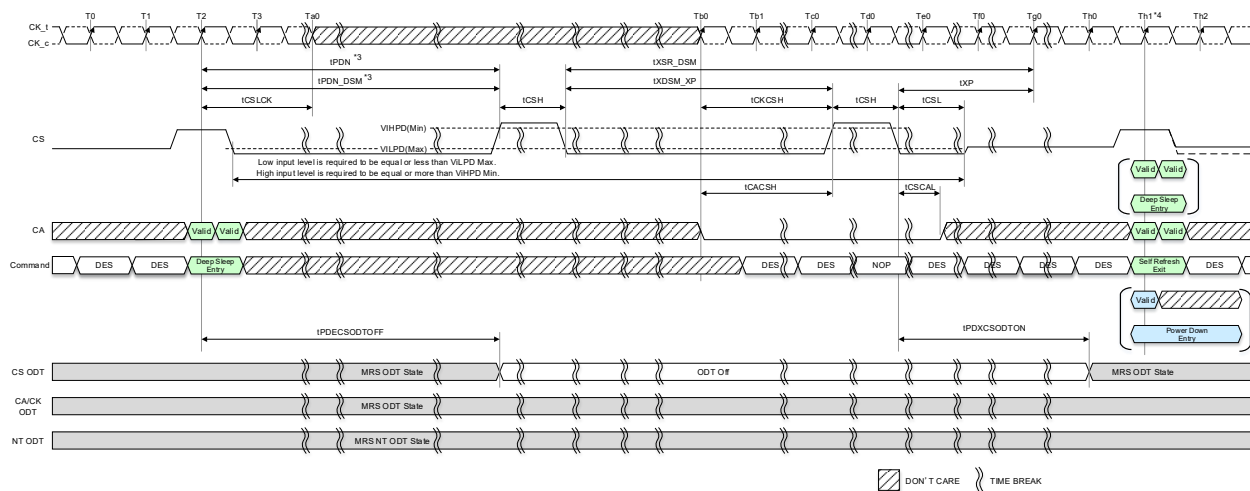 T0 T1 T2 T3 Ta0 Tb0 Tb1 Tc0 Td0 Te0 Tf0 Tg0 Th0 Th1*4 Th2
CK_t
CK_c
tPDN *3 tXSR_DSM
tPDN_DSM*3 tXDSM_XP tXP
tCSLCK tCSH tCKCSH tCSH tCSL
VIHPD(Min)
CS
VILPD(Max)
Low input level is required to be equal or less than ViLPD Max.
High input level is required to be equal or more than ViHPD Min.
Valid Valid
tCACSH tCSCAL
Deep Sleep
Entry
CA Valid Valid Valid Valid
Command DES DES Deep Sleep Entry DES DES NOP DES DES DES DES Self Refresh Exit DES
Valid
tPDECSODTOFF tPDXCSODTON
Power Down
Entry
CS ODT MRS ODT State ODT Off MRS ODT State
CA/CK
ODT
MRS ODT State
NT ODT MRS NT ODT State
DON'T CARE TIME BREAK